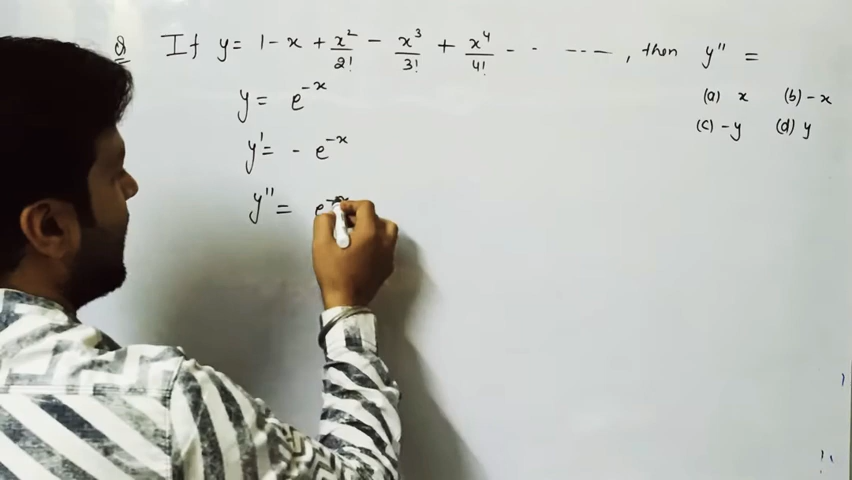 Q If y = 1 - x + x²/2! - x³/3! + x⁴/4! - - - - - - , then y'' =
(a) x (b) - x
(c) - y (d) y
y = e^-x
y' = - e^-x
y'' = e^-x